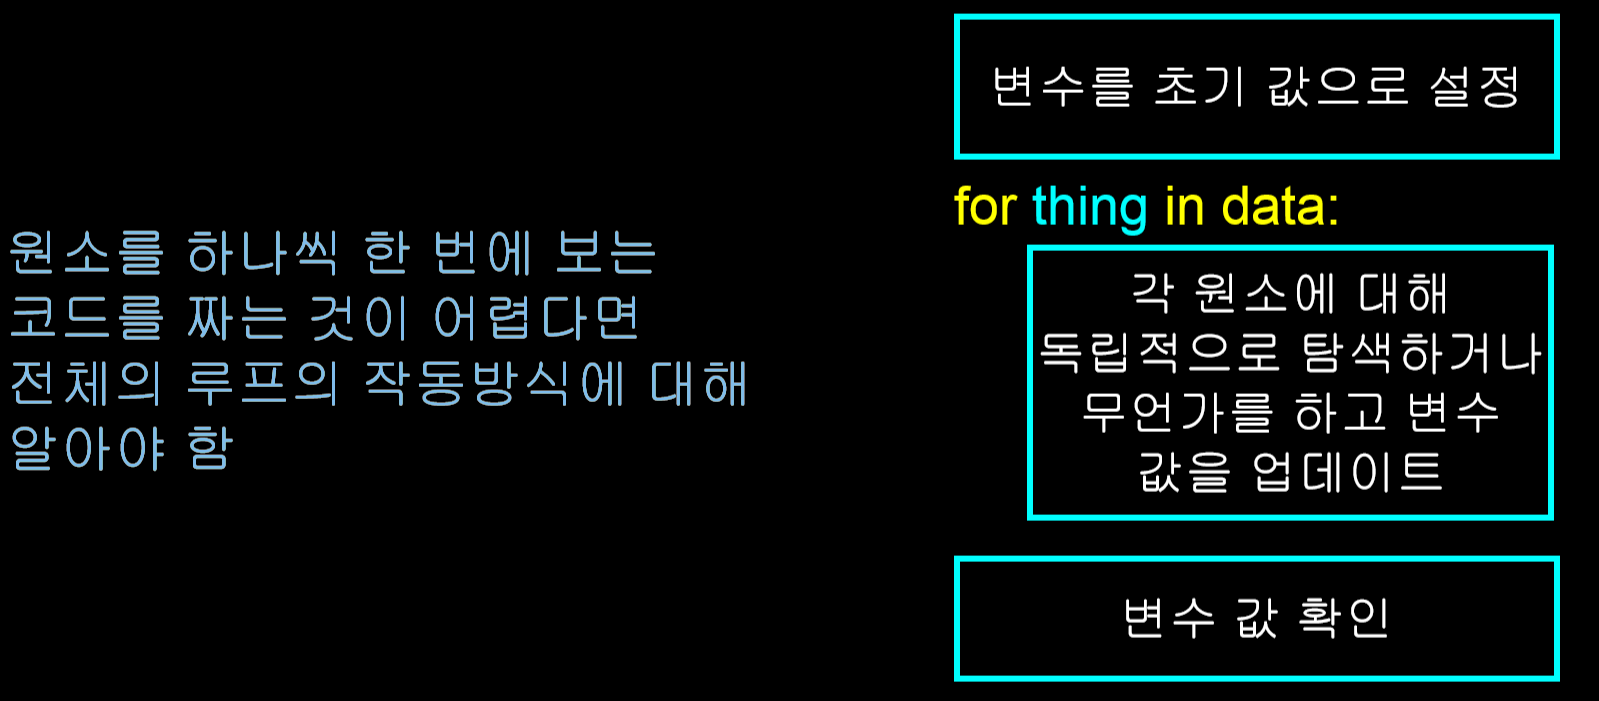 원소를 하나씩 한 번에 보는
코드를 짜는 것이 어렵다면
전체의 루프의 작동방식에 대해
알아야 함
변수를 초기 값으로 설정
for thing in data:
각 원소에 대해
독립적으로 탐색하거나
무언가를 하고 변수
값을 업데이트
변수 값 확인